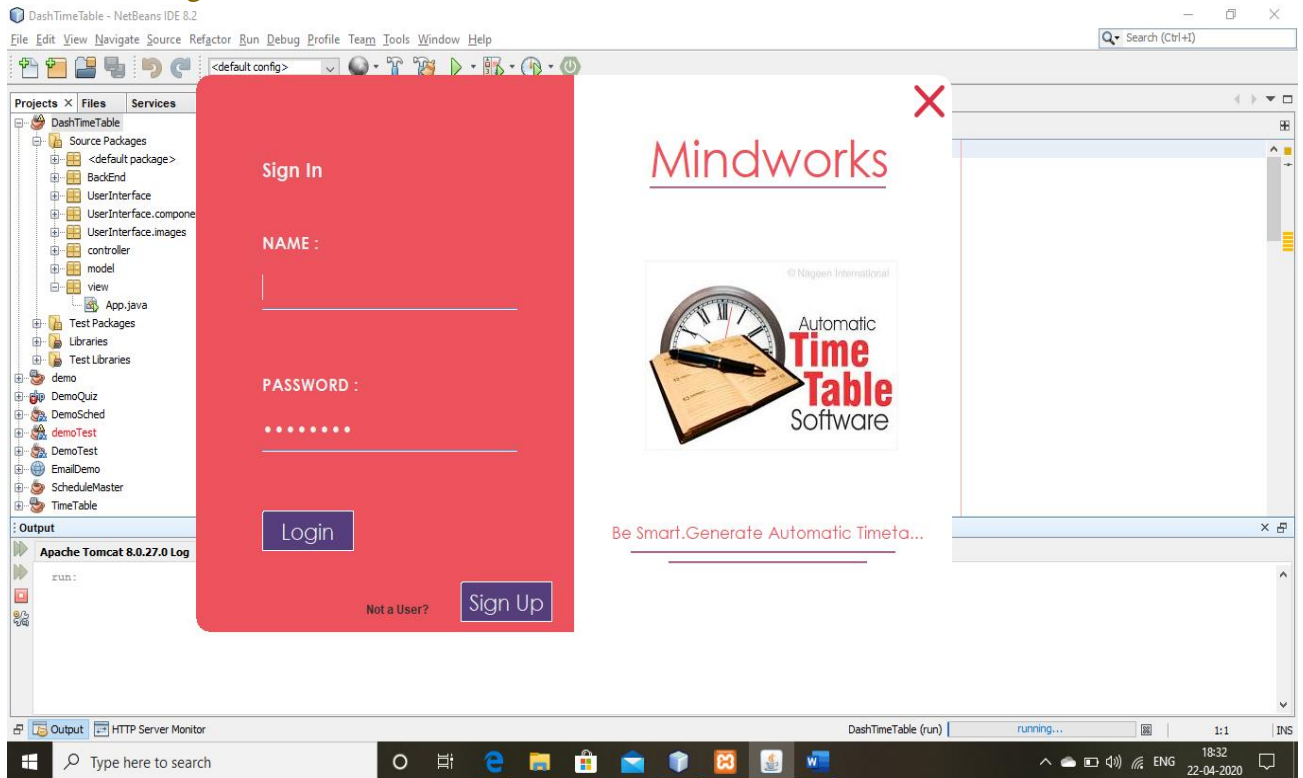 DashTimeTable - NetBeans IDE 8.2
File Edit View Navigate Source Refactor Run Debug Profile Team Tools Window Help
Search (Ctrl+I)
<default config>
Projects Files Services
DashTimeTable
Source Packages
<default package>
BackEnd
UserInterface
UserInterface.compone
UserInterface.images
controller
model
view
App.java
Test Packages
Libraries
Test Libraries
demo
DemoQuiz
DemoSched
demoTest
DemoTest
EmailDemo
ScheduleMaster
TimeTable
Sign In
NAME :
PASSWORD :
Login
Not a User?
Sign Up
Mindworks
© Nageen International
Automatic
Time
Table
Software
Be Smart.Generate Automatic Timeta...
Output
Apache Tomcat 8.0.27.0 Log
run:
Output HTTP Server Monitor
DashTimeTable (run) running... 1:1 INS
Type here to search
ENG
18:32
22-04-2020